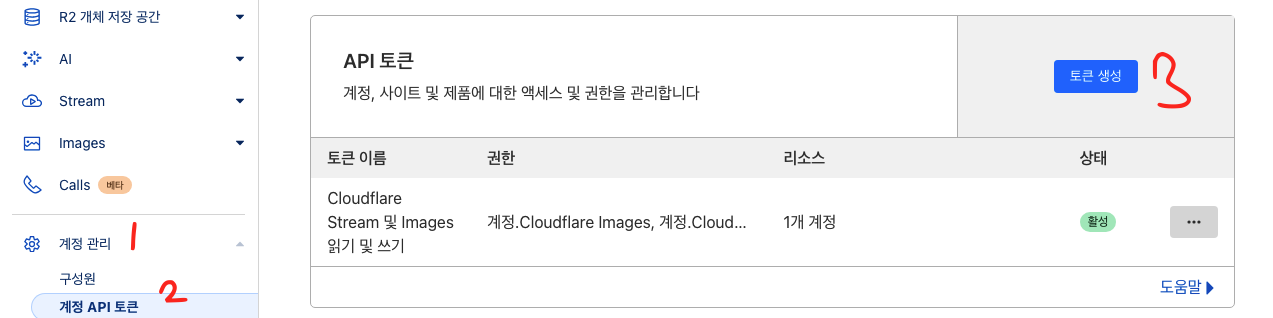 R2 개체 저장 공간
AI
Stream
Images
Calls 베타
계정 관리 1
구성원
계정 API 토큰 2
API 토큰
계정, 사이트 및 제품에 대한 액세스 및 권한을 관리합니다
토큰 생성 3
토큰 이름 권한 리소스 상태
Cloudflare
Stream 및 Images 계정.Cloudflare Images, 계정.Cloud... 1개 계정 활성 ...
읽기 및 쓰기
도움말